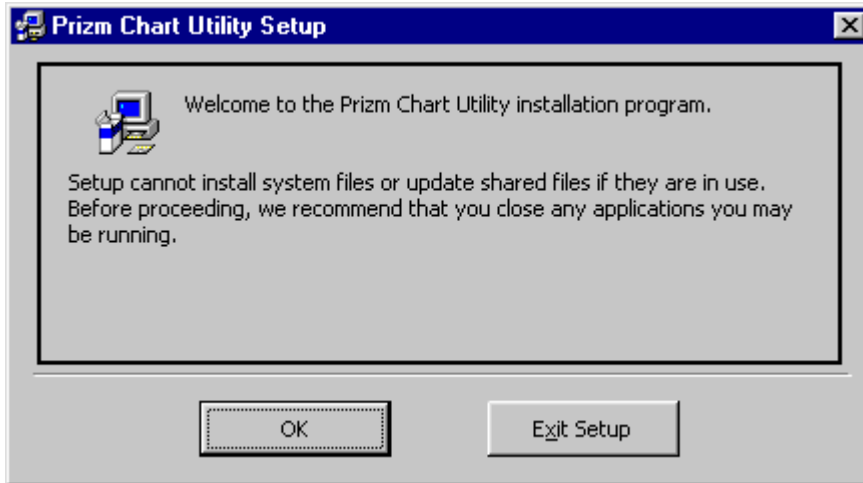 Prizm Chart Utility Setup
Welcome to the Prizm Chart Utility installation program.
Setup cannot install system files or update shared files if they are in use.
Before proceeding, we recommend that you close any applications you may
be running.
OK
Exit Setup